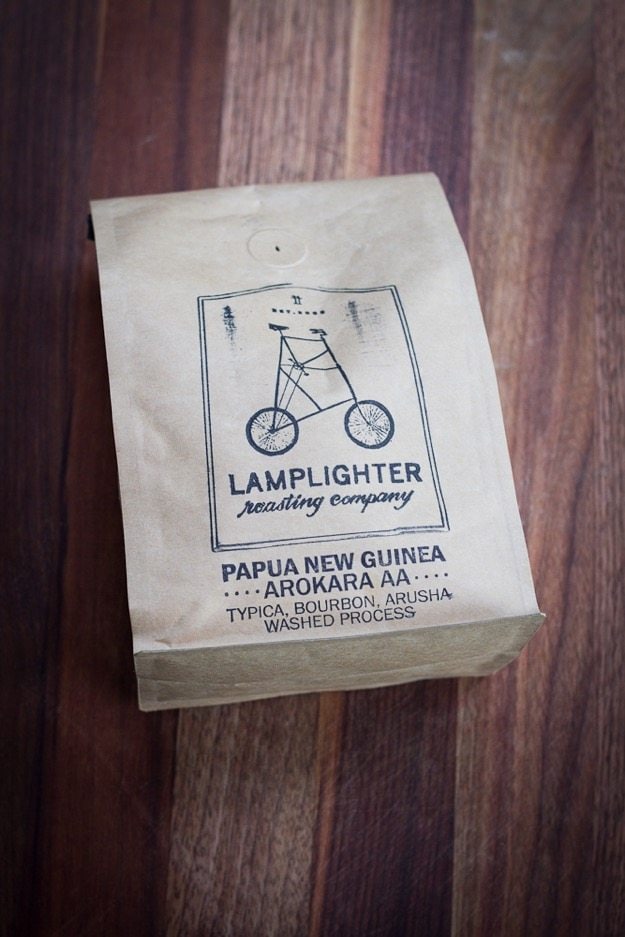 LAMPLIGHTER
roasting company
PAPUA NEW GUINEA
····AROKARA AA····
TYPICA, BOURBON, ARUSHA
WASHED PROCESS